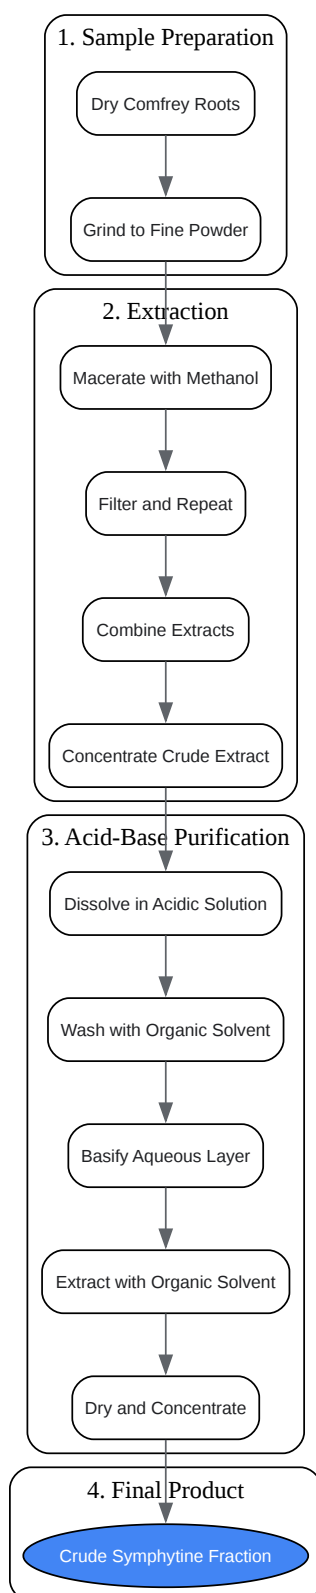 1. Sample Preparation
Dry Comfrey Roots
Grind to Fine Powder
2. Extraction
Macerate with Methanol
Filter and Repeat
Combine Extracts
Concentrate Crude Extract
3. Acid-Base Purification
Dissolve in Acidic Solution
Wash with Organic Solvent
Basify Aqueous Layer
Extract with Organic Solvent
Dry and Concentrate
4. Final Product
Crude Symphytine Fraction